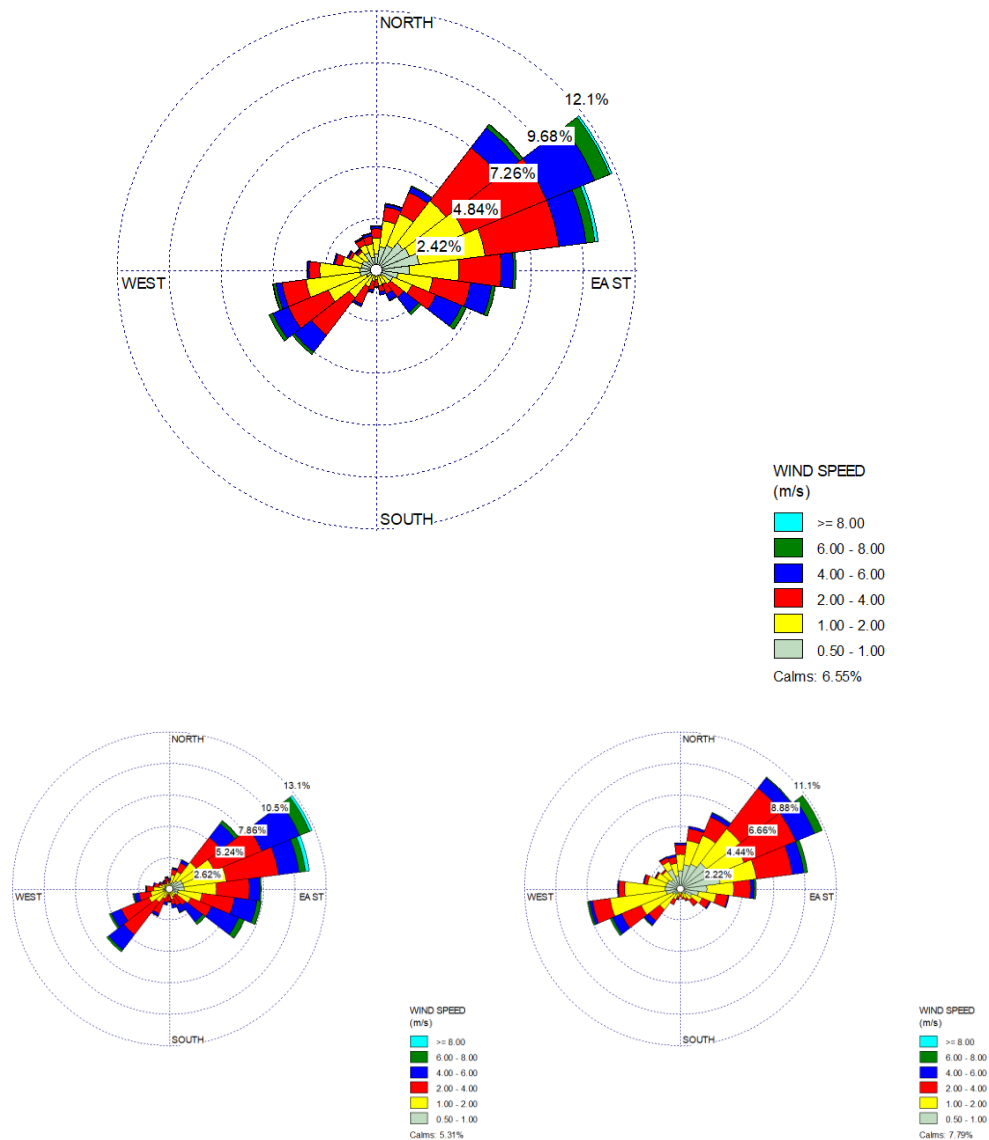 NORTH
12.1%
9.68%
7.26%
4.84%
2.42%
WEST
EAST
SOUTH
WIND SPEED
(m/s)
>= 8.00
6.00 - 8.00
4.00 - 6.00
2.00 - 4.00
1.00 - 2.00
0.50 - 1.00
Calms: 6.55%
NORTH
13.1%
10.5%
7.86%
5.24%
2.62%
WEST
EAST
SOUTH
WIND SPEED
(m/s)
>= 8.00
6.00 - 8.00
4.00 - 6.00
2.00 - 4.00
1.00 - 2.00
0.50 - 1.00
Calms: 5.31%
NORTH
11.1%
8.88%
6.66%
4.44%
2.22%
WEST
EAST
SOUTH
WIND SPEED
(m/s)
>= 8.00
6.00 - 8.00
4.00 - 6.00
2.00 - 4.00
1.00 - 2.00
0.50 - 1.00
Calms: 7.79%